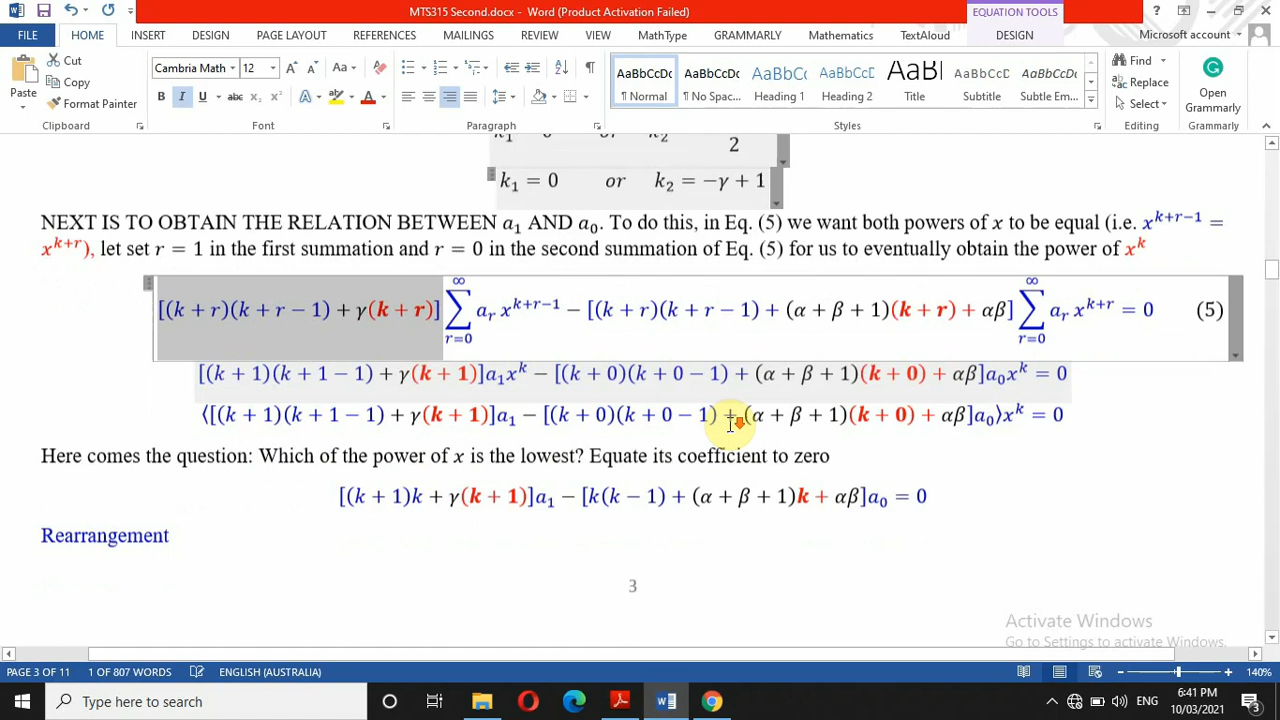 MTS315 Second.docx - Word (Product Activation Failed)
EQUATION TOOLS
FILE HOME INSERT DESIGN PAGE LAYOUT REFERENCES MAILINGS REVIEW VIEW MathType GRAMMARLY Mathematics TextAloud DESIGN Microsoft account
Paste
Cut
Copy
Format Painter
Clipboard
Cambria Math 12
Font
Paragraph
AaBbCcDc AaBbCcDc AaBbCc AaBbCcD AaBl AaBbCcD AaBbCcDc
¶ Normal ¶ No Spac... Heading 1 Heading 2 Title Subtitle Subtle Em...
Styles
Find
Replace
Select
Editing
Open Grammarly
Grammarly
2
k₁ = 0 or k₂ = −γ + 1
NEXT IS TO OBTAIN THE RELATION BETWEEN a₁ AND a₀. To do this, in Eq. (5) we want both powers of x to be equal (i.e. x^{k+r−1} =
x^{k+r}), let set r = 1 in the first summation and r = 0 in the second summation of Eq. (5) for us to eventually obtain the power of x^k
[(k + r)(k + r − 1) + γ(k + r)] ∑_{r=0}^{∞} a_r x^{k+r−1} − [(k + r)(k + r − 1) + (α + β + 1)(k + r) + αβ] ∑_{r=0}^{∞} a_r x^{k+r} = 0 (5)
[(k + 1)(k + 1 − 1) + γ(k + 1)]a₁x^k − [(k + 0)(k + 0 − 1) + (α + β + 1)(k + 0) + αβ]a₀x^k = 0
⟨[(k + 1)(k + 1 − 1) + γ(k + 1)]a₁ − [(k + 0)(k + 0 − 1) + (α + β + 1)(k + 0) + αβ]a₀⟩x^k = 0
Here comes the question: Which of the power of x is the lowest? Equate its coefficient to zero
[(k + 1)k + γ(k + 1)]a₁ − [k(k − 1) + (α + β + 1)k + αβ]a₀ = 0
Rearrangement
3
Activate Windows
Go to Settings to activate Windows.
PAGE 3 OF 11 1 OF 807 WORDS ENGLISH (AUSTRALIA) 140%
Type here to search
ENG
6:41 PM
10/03/2021
3